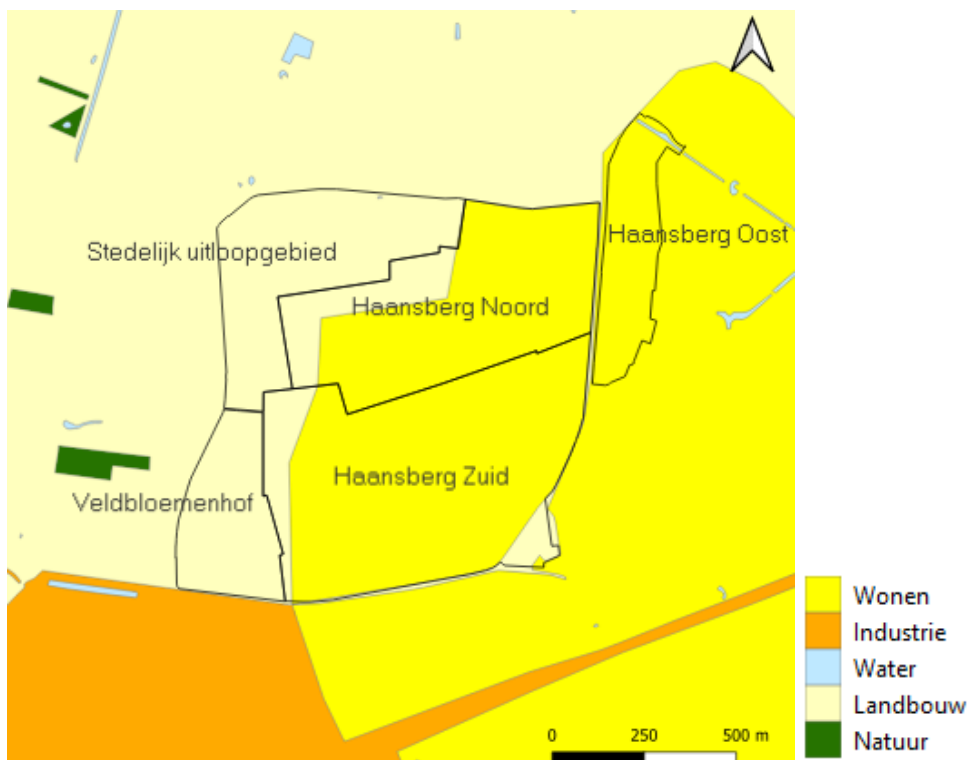 Haansberg Oost
Stedelijk uitloopgebied
Haansberg Noord
Haansberg Zuid
Veldbloemenhof
Wonen
Industrie
Water
Landbouw
Natuur
0 250 500 m